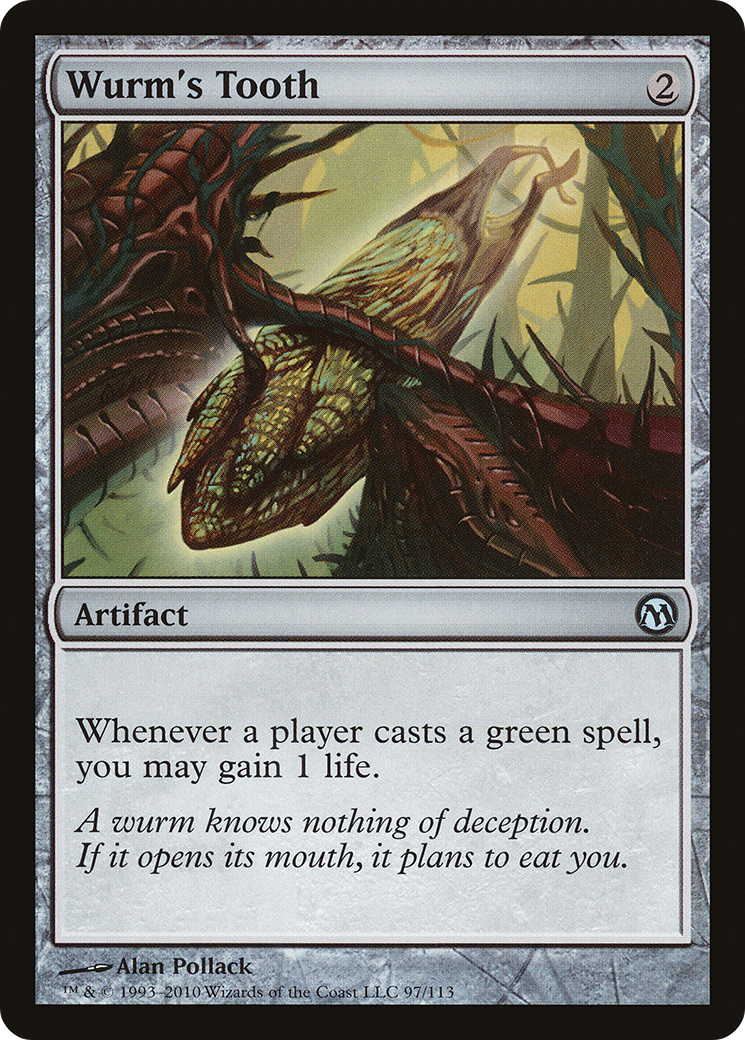 Wurm's Tooth 2
Artifact
Whenever a player casts a green spell,
you may gain 1 life.
A wurm knows nothing of deception.
If it opens its mouth, it plans to eat you.
Alan Pollack
™ & © 1993–2010 Wizards of the Coast LLC 97/113